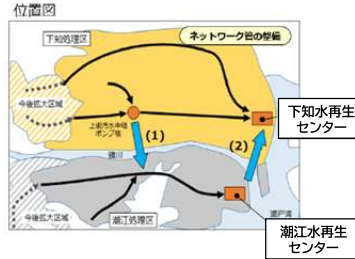 位置図
下知処理区
ネットワーク管の整備
今後拡大区域
上街汚水中継
ポンプ場
(1)
(2)
下知水再生
センター
鏡川
今後拡大区域
潮江処理区
浦戸湾
潮江水再生
センター